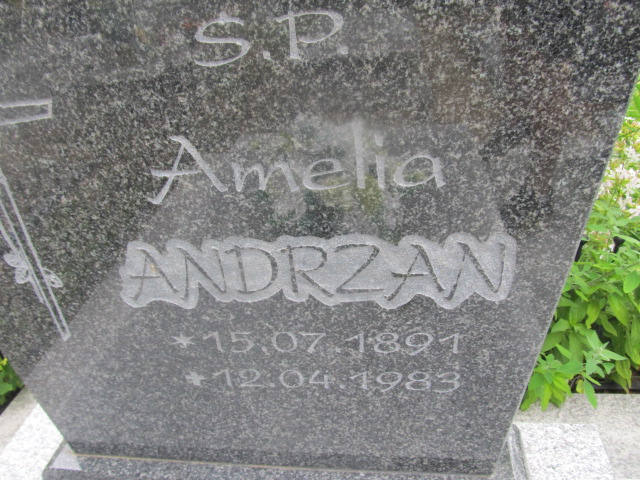 S.P.
Amelia
ANDRZAN
*15.07.1891
*12.04.1983